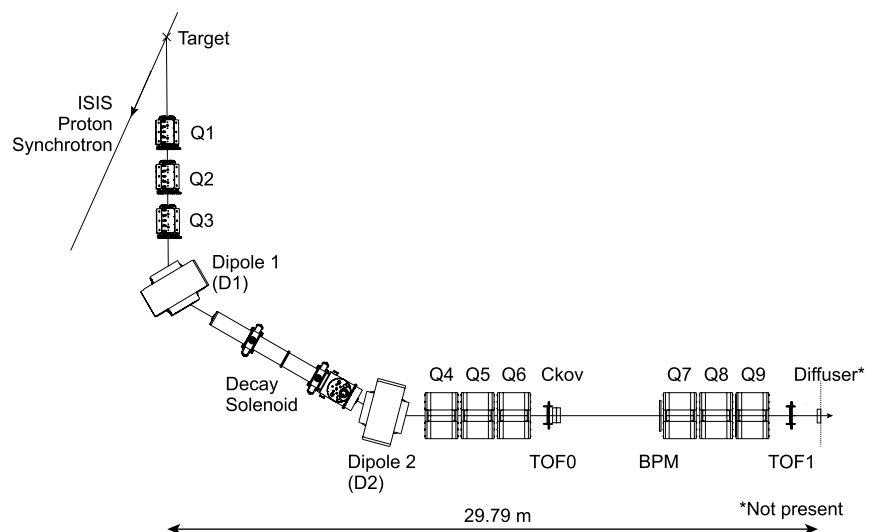 Target
ISIS
Proton
Synchrotron
Q1
Q2
Q3
Dipole 1
(D1)
Decay
Solenoid
Dipole 2
(D2)
Q4 Q5 Q6 Ckov Q7 Q8 Q9 Diffuser*
TOF0 BPM TOF1
*Not present
29.79 m